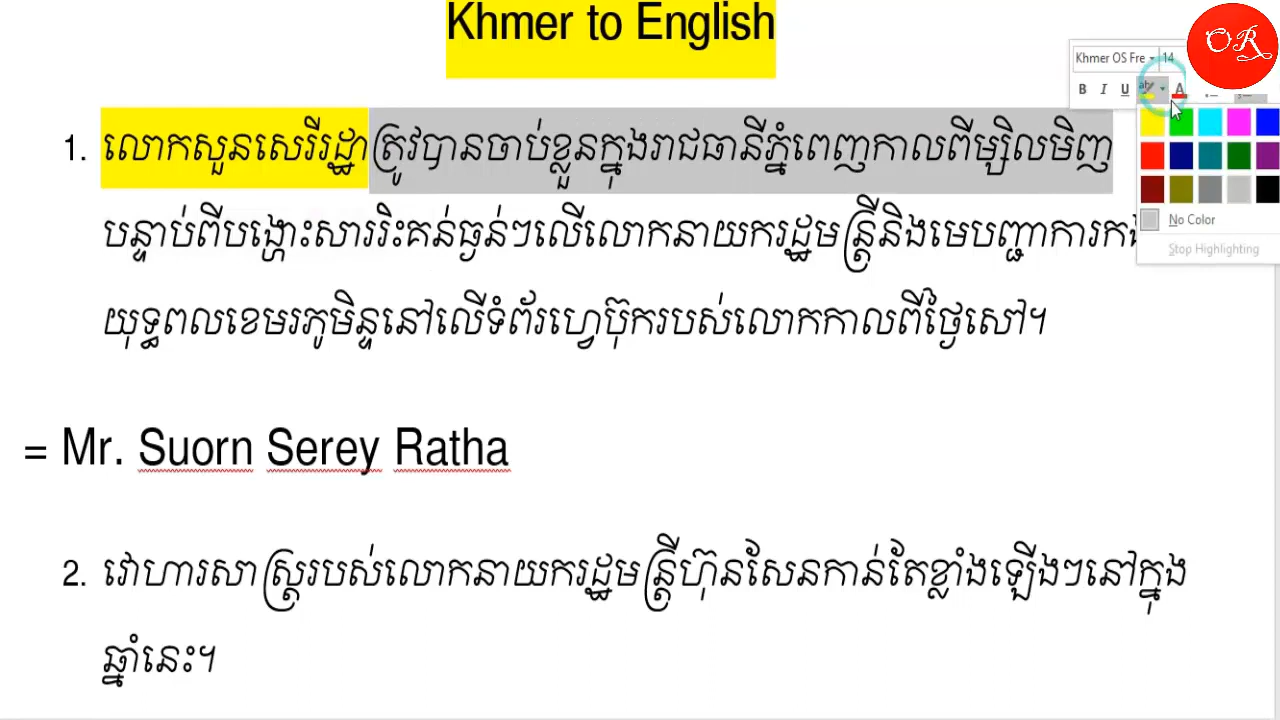 Khmer to English
OR
Khmer OS Fre 14
B I U ab A
1. លោកសួនសេរីរដ្ឋាត្រូវបានចាប់ខ្លួនក្នុងរាជធានីភ្នំពេញកាលពីម្សិលមិញ
បន្ទាប់ពីបង្ហោះសាររិះគន់ធ្ងន់ៗលើលោកនាយករដ្ឋមន្ត្រីនិងមេបញ្ជាការកង
យុទ្ធពលខេមរភូមិន្ទនៅលើទំព័រហ្វេប៊ុករបស់លោកកាលពីថ្ងៃសៅ។
No Color
Stop Highlighting
= Mr. Suorn Serey Ratha
2. វោហារសាស្ត្ររបស់លោកនាយករដ្ឋមន្ត្រីហ៊ុនសែនកាន់តែខ្លាំងឡើងៗនៅក្នុង
ឆ្នាំនេះ។